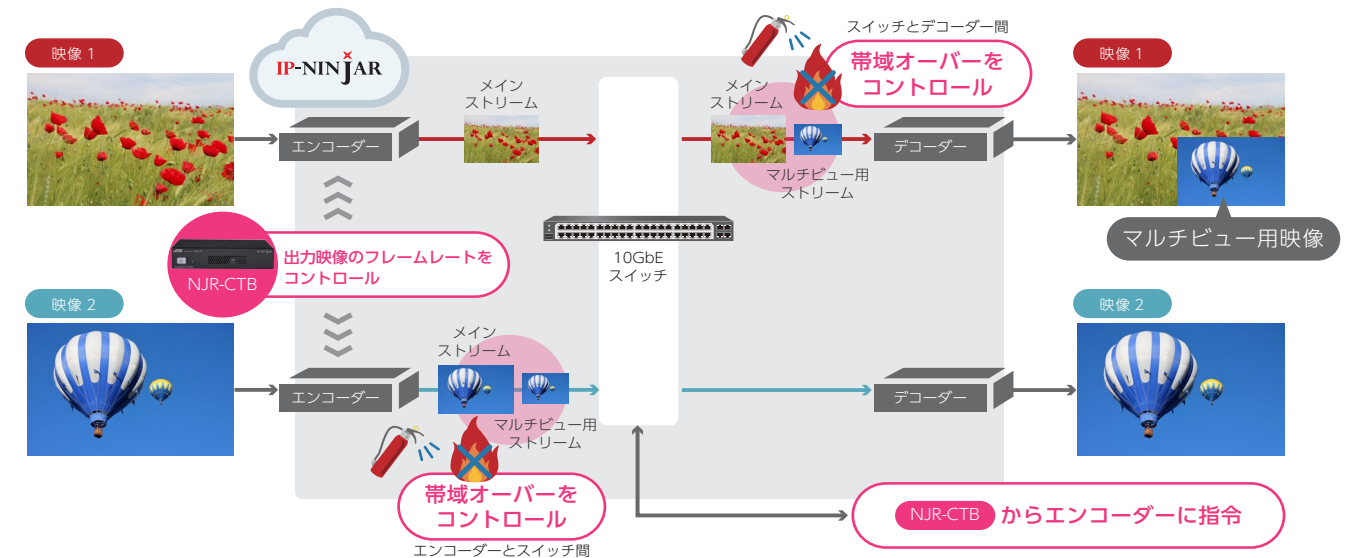 映像 1
IP-NINJAR
エンコーダー
メイン
ストリーム
スイッチとデコーダー間
帯域オーバーを
コントロール
メイン
ストリーム
マルチビュー用
ストリーム
デコーダー
映像 1
マルチビュー用映像
NJR-CTB
出力映像のフレームレートを
コントロール
10GbE
スイッチ
映像 2
エンコーダー
メイン
ストリーム
マルチビュー用
ストリーム
帯域オーバーを
コントロール
エンコーダーとスイッチ間
デコーダー
映像 2
NJR-CTB からエンコーダーに指令